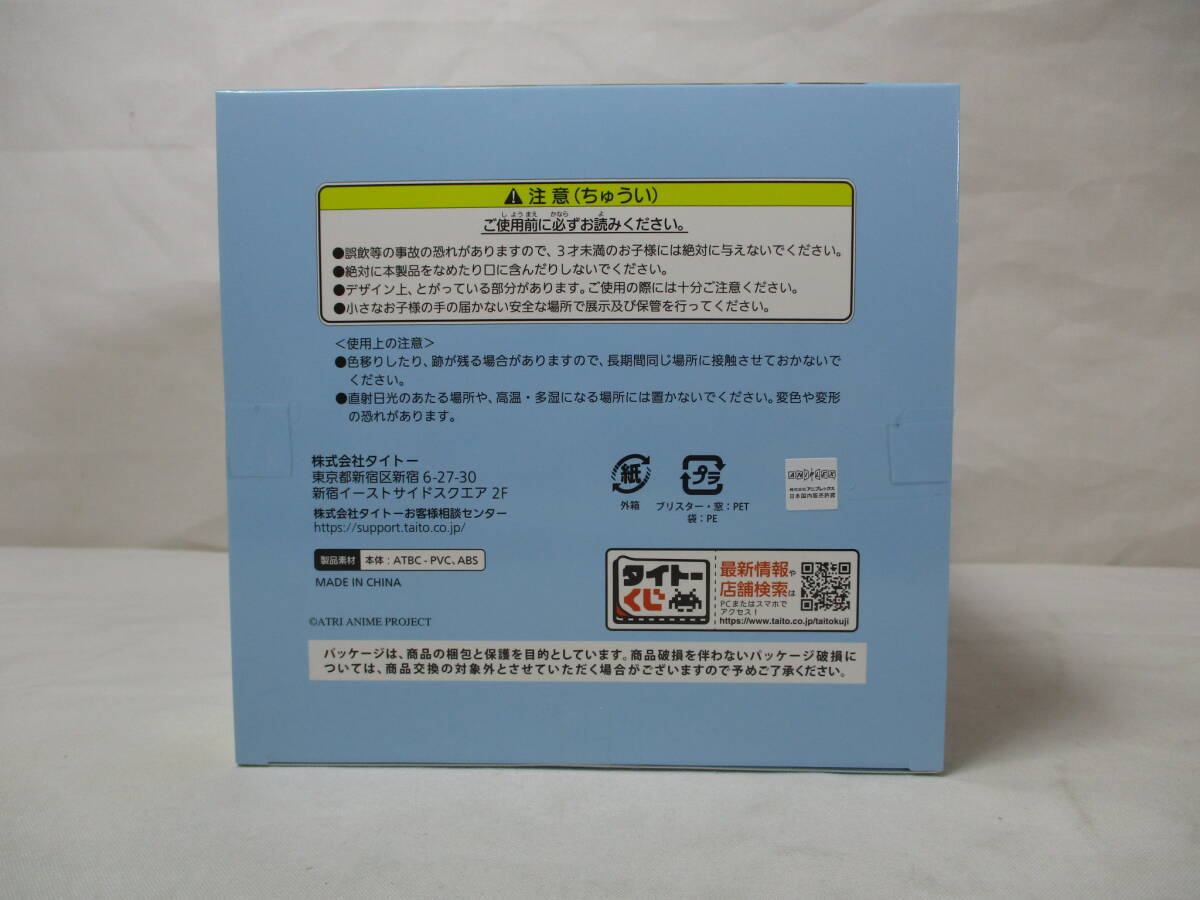 注意(ちゅうい)
ご使用前に必ずお読みください。
●誤飲等の事故の恐れがありますので、3才未満のお子様には絶対に与えないでください。
●絶対に本製品をなめたり口に含んだりしないでください。
●デザイン上、とがっている部分があります。ご使用の際には十分ご注意ください。
●小さなお子様の手の届かない安全な場所で展示及び保管を行ってください。
<使用上の注意>
●色移りしたり、跡が残る場合がありますので、長期間同じ場所に接触させておかないで
ください。
●直射日光のあたる場所や、高温・多湿になる場所には置かないでください。変色や変形
の恐れがあります。
株式会社タイトー
東京都新宿区新宿 6-27-30
新宿イーストサイドスクエア 2F
株式会社タイトーお客様相談センター
https://support.taito.co.jp/
紙
外箱
プラ
ブリスター・窓:PET
袋:PE
ANIPLEX
株式会社アニプレックス
日本国内販売許諾
製品素材 本体:ATBC-PVC、ABS
MADE IN CHINA
©ATRI ANIME PROJECT
タイトー
くじ
最新情報や
店舗検索は
PCまたはスマホで
アクセス!
https://www.taito.co.jp/taitokuji
パッケージは、商品の梱包と保護を目的としています。商品破損を伴わないパッケージ破損に
ついては、商品交換の対象外とさせていただく場合がございますので予めご了承ください。